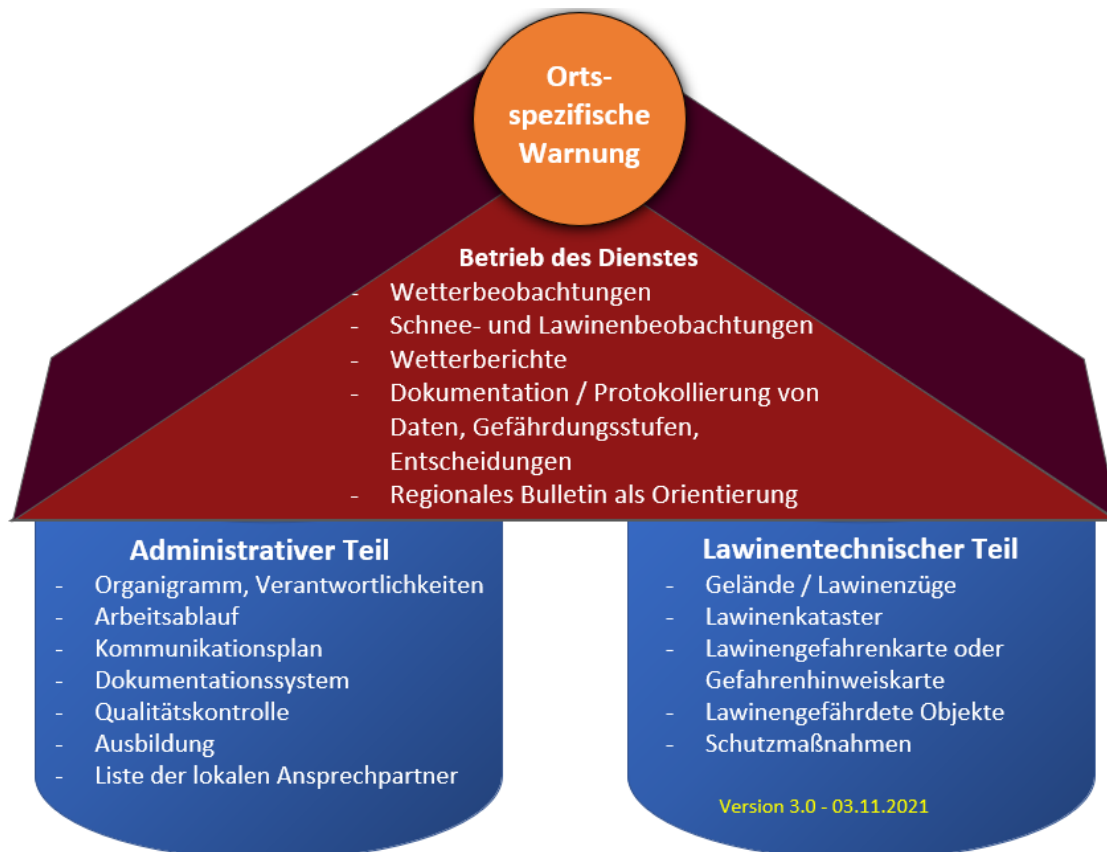 Orts-
spezifische
Warnung
Betrieb des Dienstes
- Wetterbeobachtungen
- Schnee- und Lawinenbeobachtungen
- Wetterberichte
- Dokumentation / Protokollierung von
Daten, Gefährdungsstufen,
Entscheidungen
- Regionales Bulletin als Orientierung
Administrativer Teil
- Organigramm, Verantwortlichkeiten
- Arbeitsablauf
- Kommunikationsplan
- Dokumentationssystem
- Qualitätskontrolle
- Ausbildung
- Liste der lokalen Ansprechpartner
Lawinentechnischer Teil
- Gelände / Lawinenzüge
- Lawinenkataster
- Lawinengefahrenkarte oder
Gefahrenhinweiskarte
- Lawinengefährdete Objekte
- Schutzmaßnahmen
Version 3.0 - 03.11.2021